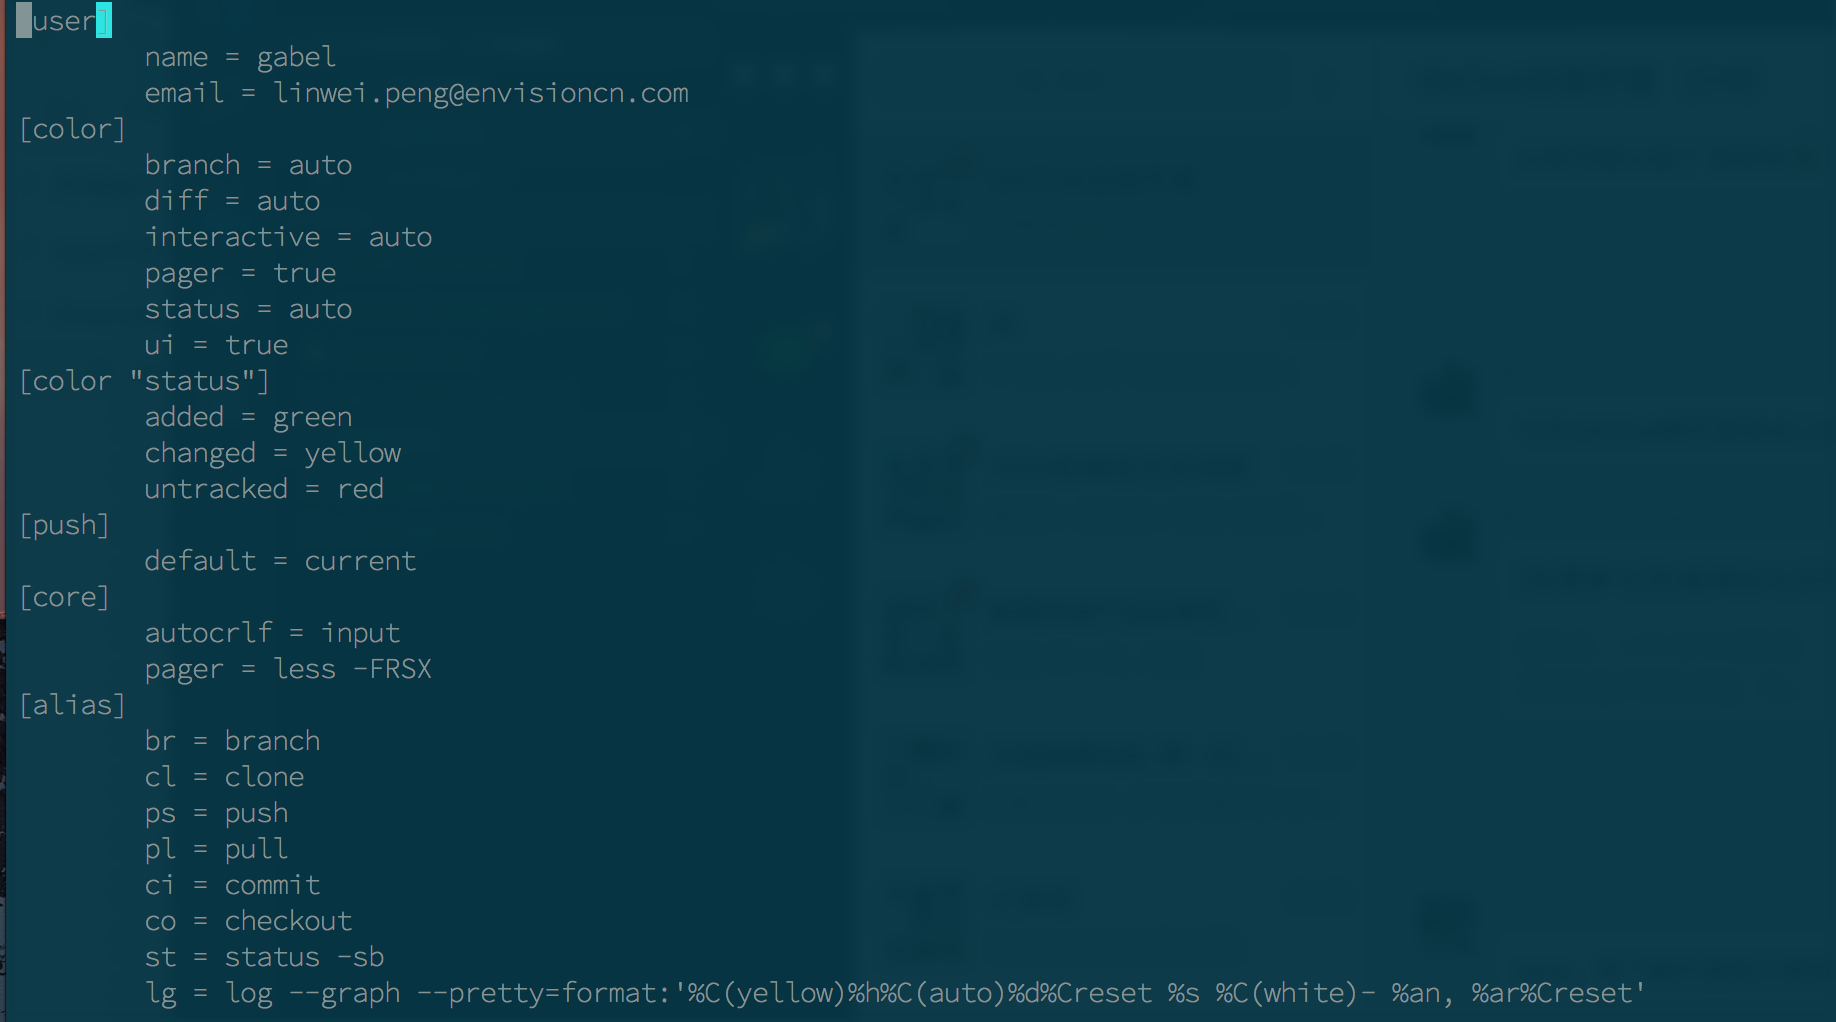 [user]
name = gabel
email = linwei.peng@envisioncn.com
[color]
branch = auto
diff = auto
interactive = auto
pager = true
status = auto
ui = true
[color "status"]
added = green
changed = yellow
untracked = red
[push]
default = current
[core]
autocrlf = input
pager = less -FRSX
[alias]
br = branch
cl = clone
ps = push
pl = pull
ci = commit
co = checkout
st = status -sb
lg = log --graph --pretty=format:'%C(yellow)%h%C(auto)%d%Creset %s %C(white)- %an, %ar%Creset'